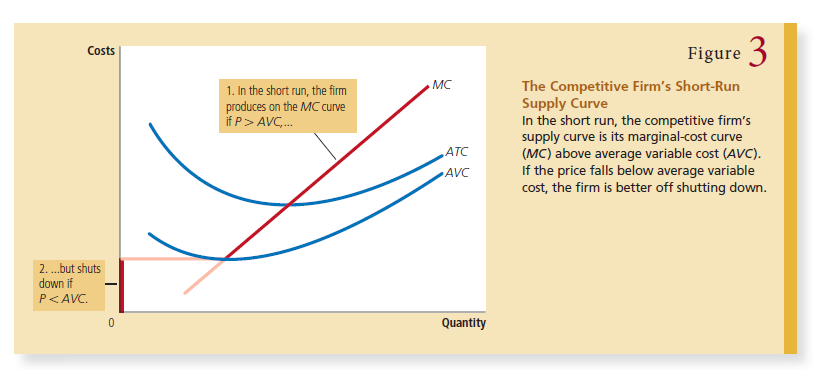 Costs
MC
1. In the short run, the firm
produces on the MC curve
if P > AVC,...
ATC
AVC
2. ...but shuts
down if
P < AVC.
0
Quantity
Figure 3
The Competitive Firm's Short-Run
Supply Curve
In the short run, the competitive firm's
supply curve is its marginal-cost curve
(MC) above average variable cost (AVC).
If the price falls below average variable
cost, the firm is better off shutting down.